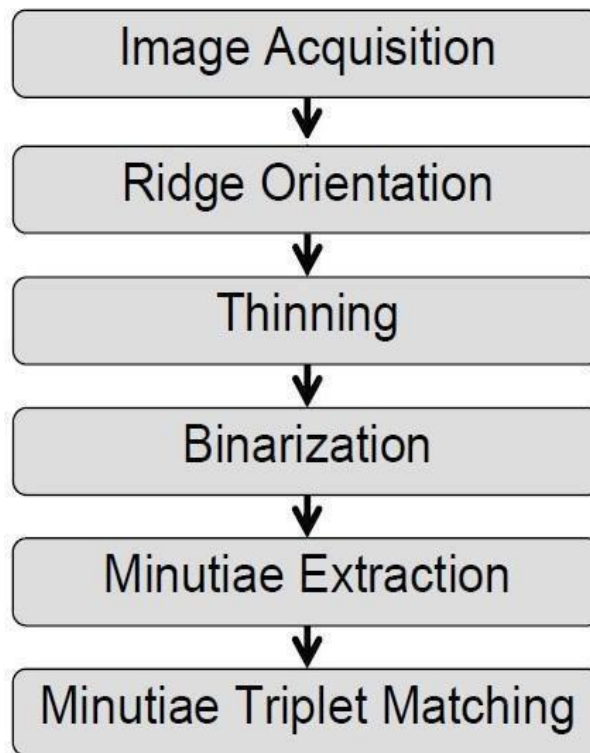 Image Acquisition
Ridge Orientation
Thinning
Binarization
Minutiae Extraction
Minutiae Triplet Matching